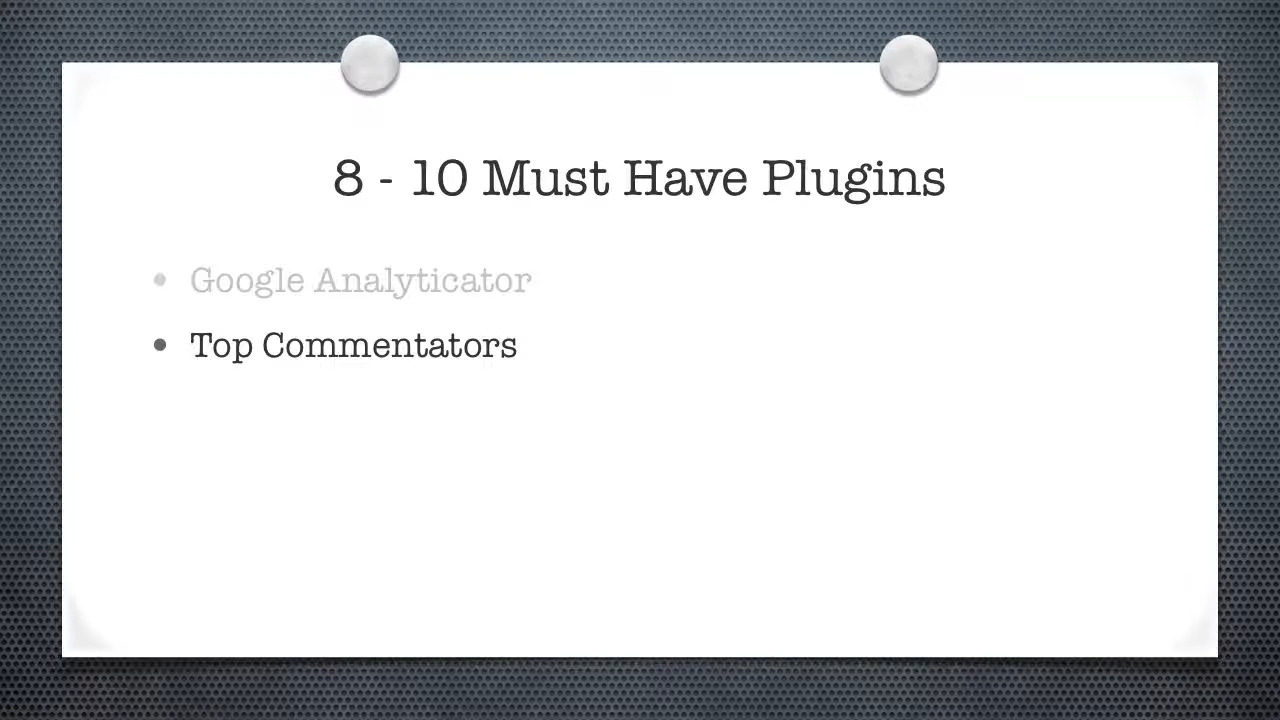 8 - 10 Must Have Plugins
• Google Analyticator
• Top Commentators